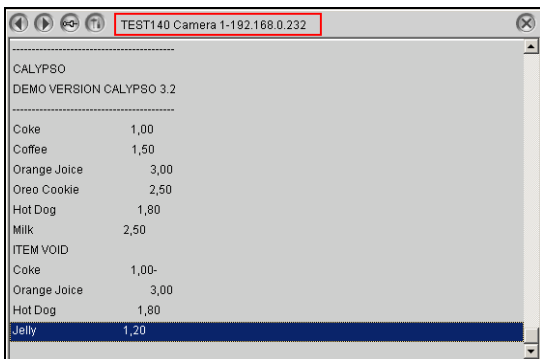 TEST140 Camera 1-192.168.0.232
------------------------------------------
CALYPSO
DEMO VERSION CALYPSO 3.2
------------------------------------------
Coke 1,00
Coffee 1,50
Orange Joice 3,00
Oreo Cookie 2,50
Hot Dog 1,80
Milk 2,50
ITEM VOID
Coke 1,00-
Orange Joice 3,00
Hot Dog 1,80
Jelly 1,20